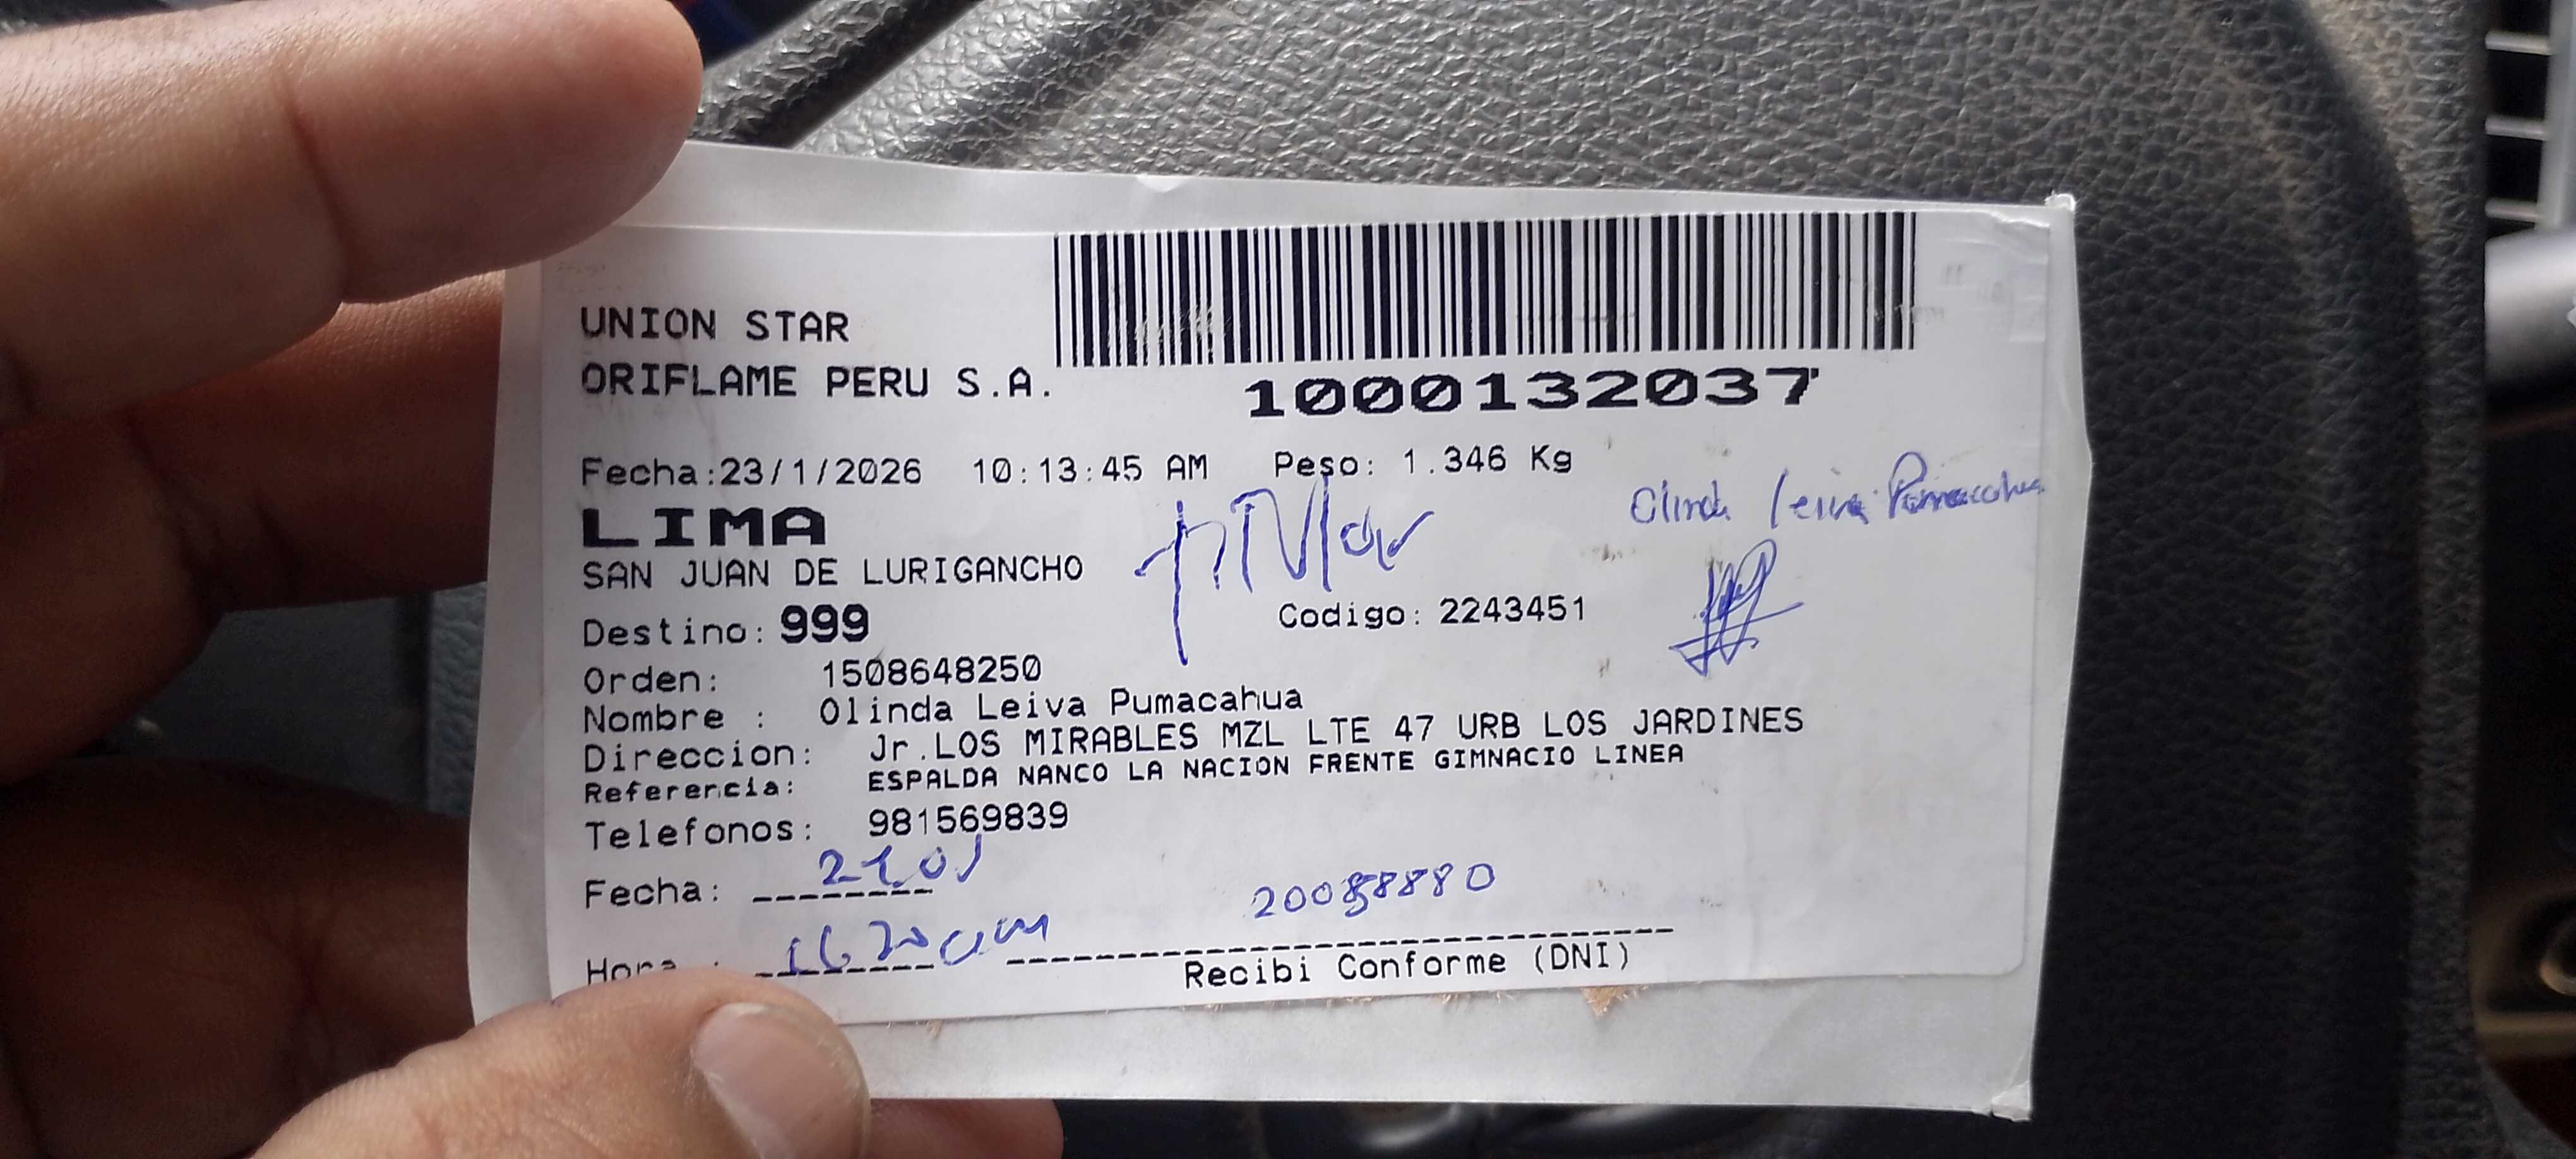 UNION STAR
ORIFLAME PERU S.A.
1000132037
Fecha:23/1/2026 10:13:45 AM Peso: 1.346 Kg
LIMA
Olinda Leiva Pumacahua
SAN JUAN DE LURIGANCHO
Destino: 999
Codigo: 2243451
Orden: 1508648250
Nombre : Olinda Leiva Pumacahua
Direccion: Jr.LOS MIRABLES MZL LTE 47 URB LOS JARDINES
Referencia: ESPALDA NANCO LA NACION FRENTE GIMNACIO LINEA
Telefonos: 981569839
Fecha:
Hora :
Recibi Conforme (DNI)